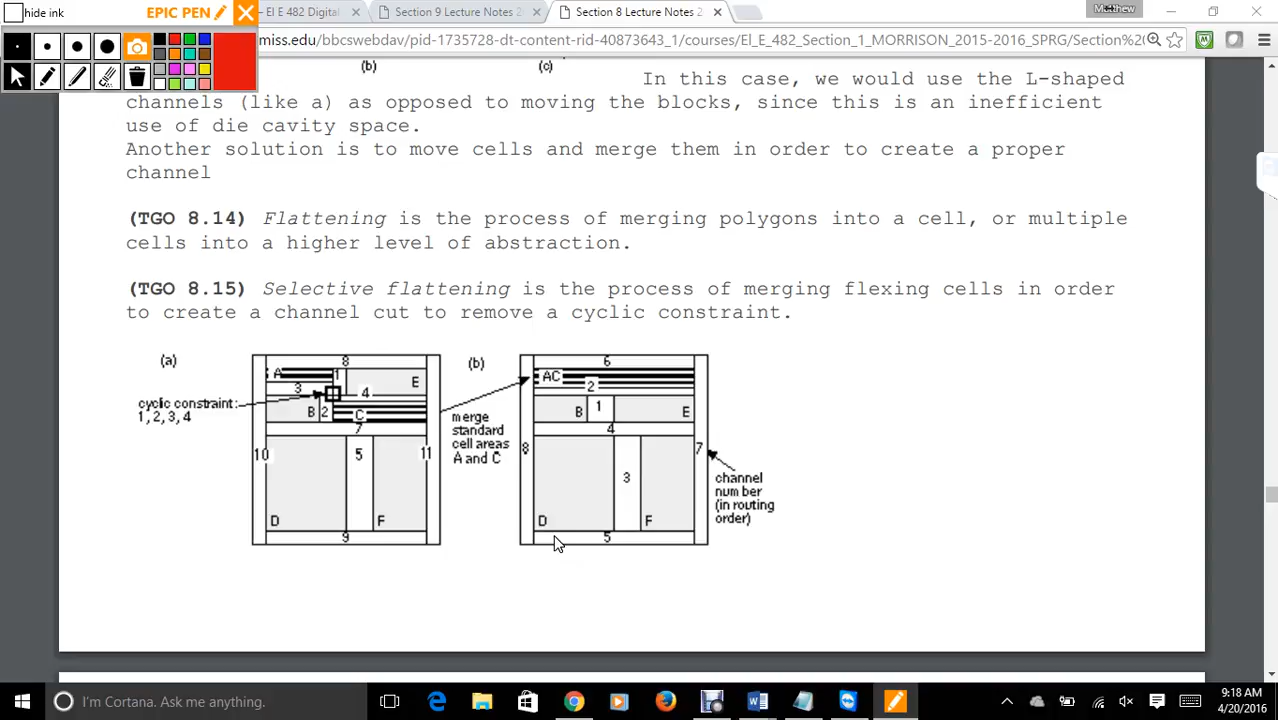 hide ink
EPIC PEN
El E 482 Digital
Section 9 Lecture Notes 2
Section 8 Lecture Notes 2
Matthew
miss.edu/bbcswebdav/pid-1735728-dt-content-rid-40873643_1/courses/El_E_482_Section_1_MORRISON_2015-2016_SPRG/Section%20
(b)
(c)
In this case, we would use the L-shaped
channels (like a) as opposed to moving the blocks, since this is an inefficient
use of die cavity space.
Another solution is to move cells and merge them in order to create a proper
channel
(TGO 8.14) Flattening is the process of merging polygons into a cell, or multiple
cells into a higher level of abstraction.
(TGO 8.15) Selective flattening is the process of merging flexing cells in order
to create a channel cut to remove a cyclic constraint.
(a)
8
A
1
E
3
4
cyclic constraint:
1, 2, 3, 4
B
2
C
7
10
5
11
D
F
9
(b)
merge
standard
cell areas
A and C
6
AC
2
B
1
E
4
8
7
3
D
F
5
channel
number
(in routing
order)
I'm Cortana. Ask me anything.
9:18 AM
4/20/2016